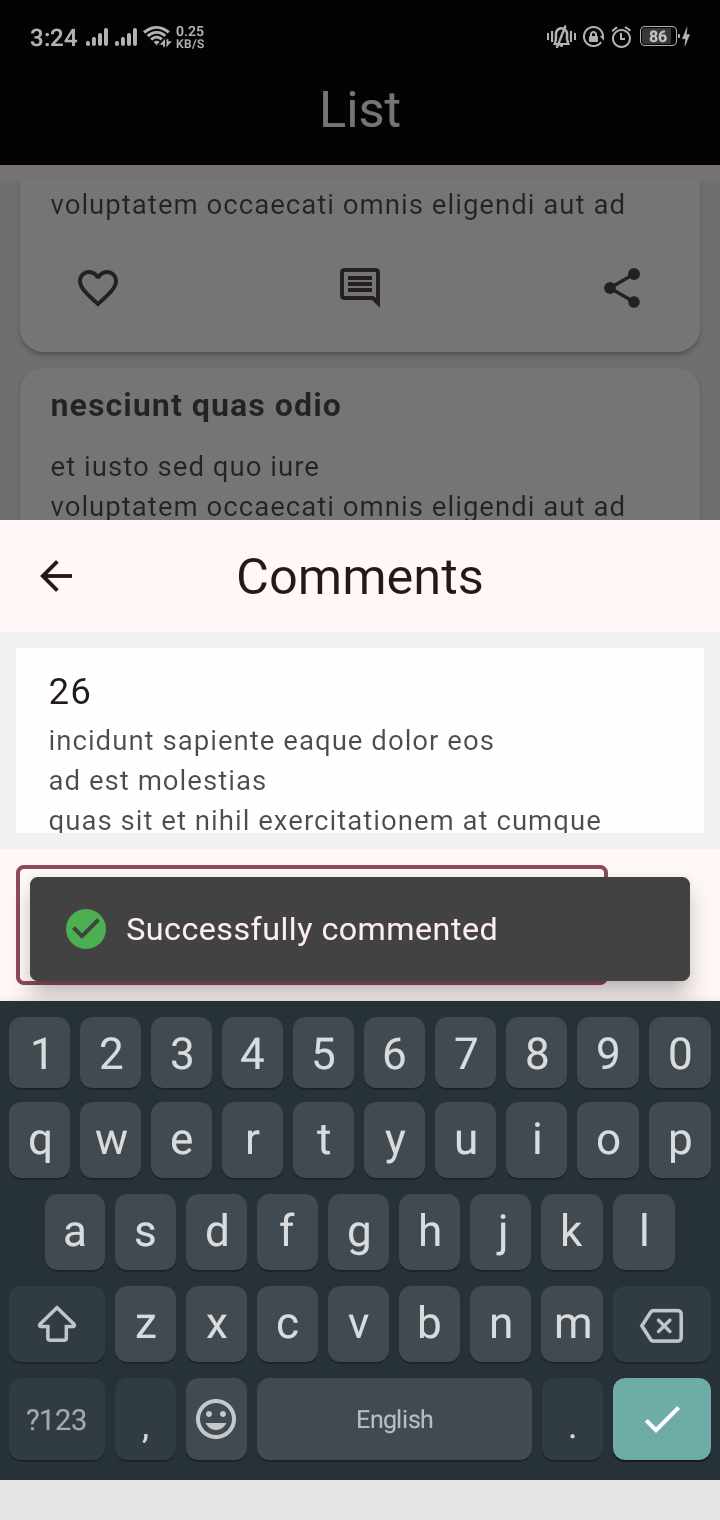 3:24 0.25 KB/S 86
List
voluptatem occaecati omnis eligendi aut ad
nesciunt quas odio
et iusto sed quo iure
voluptatem occaecati omnis eligendi aut ad
Comments
26
incidunt sapiente eaque dolor eos
ad est molestias
quas sit et nihil exercitationem at cumque
Successfully commented
1 2 3 4 5 6 7 8 9 0
q w e r t y u i o p
a s d f g h j k l
z x c v b n m
?123 , English .